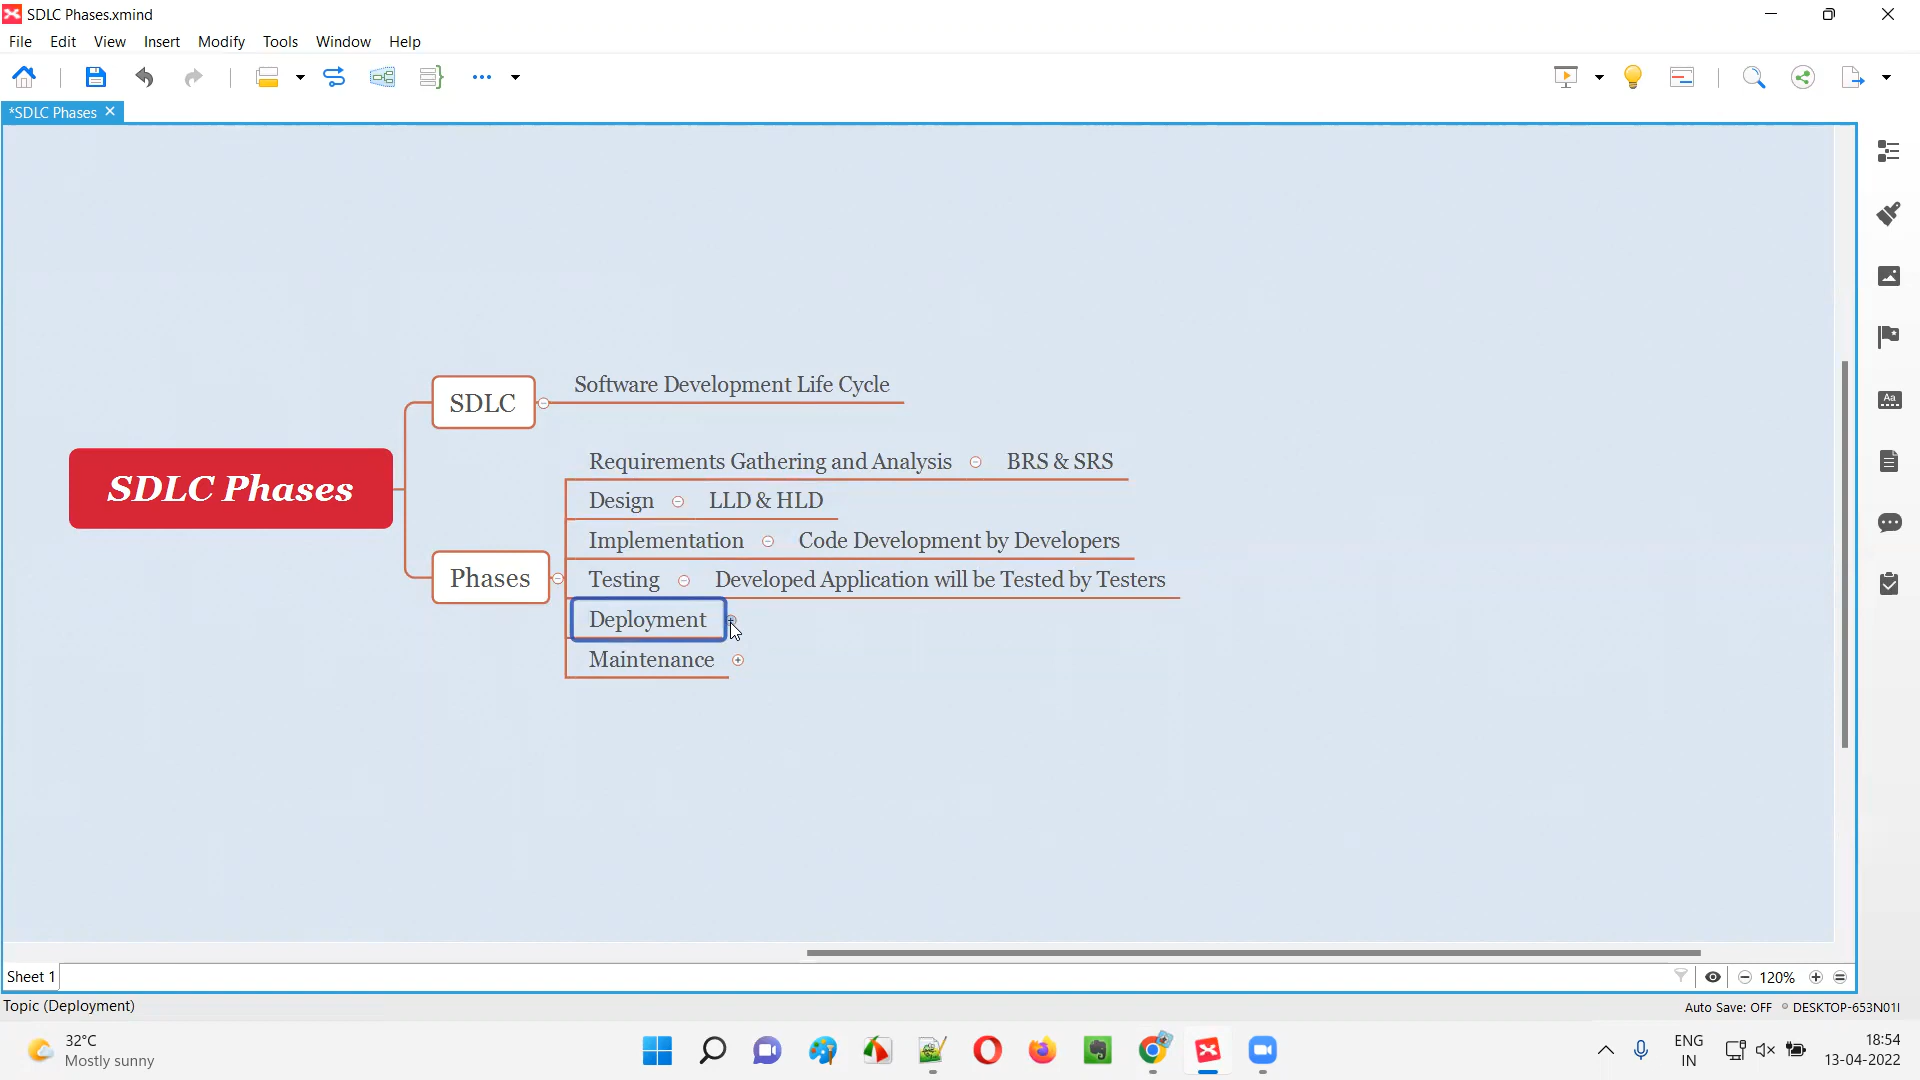 SDLC Phases.xmind
File Edit View Insert Modify Tools Window Help
*SDLC Phases
SDLC Phases
SDLC
Software Development Life Cycle
Phases
Requirements Gathering and Analysis BRS & SRS
Design LLD & HLD
Implementation Code Development by Developers
Testing Developed Application will be Tested by Testers
Deployment
Maintenance
Aa
Sheet 1
120%
Topic (Deployment)
Auto Save: OFF DESKTOP-653N01I
32°C
Mostly sunny
ENG
IN
18:54
13-04-2022